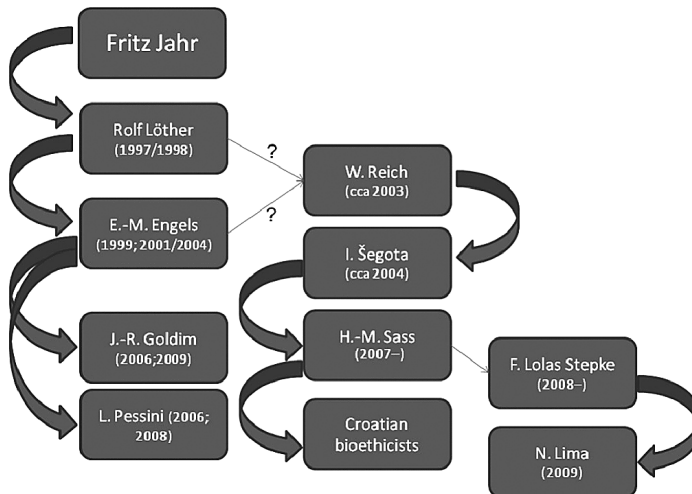 Fritz Jahr
Rolf Löther
(1997/1998)
?
W. Reich
(cca 2003)
E.-M. Engels
(1999; 2001/2004)
?
I. Šegota
(cca 2004)
J.-R. Goldim
(2006;2009)
H.-M. Sass
(2007–)
F. Lolas Stepke
(2008–)
L. Pessini (2006;
2008)
Croatian
bioethicists
N. Lima
(2009)